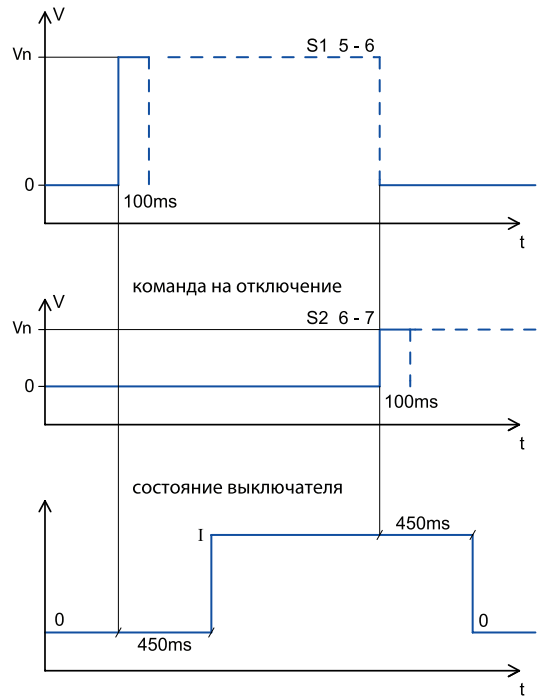 V
Vn
S1 5 - 6
0
100ms
t
команда на отключение
V
Vn
S2 6 - 7
0
100ms
t
состояние выключателя
I
450ms
0
0
450ms
t